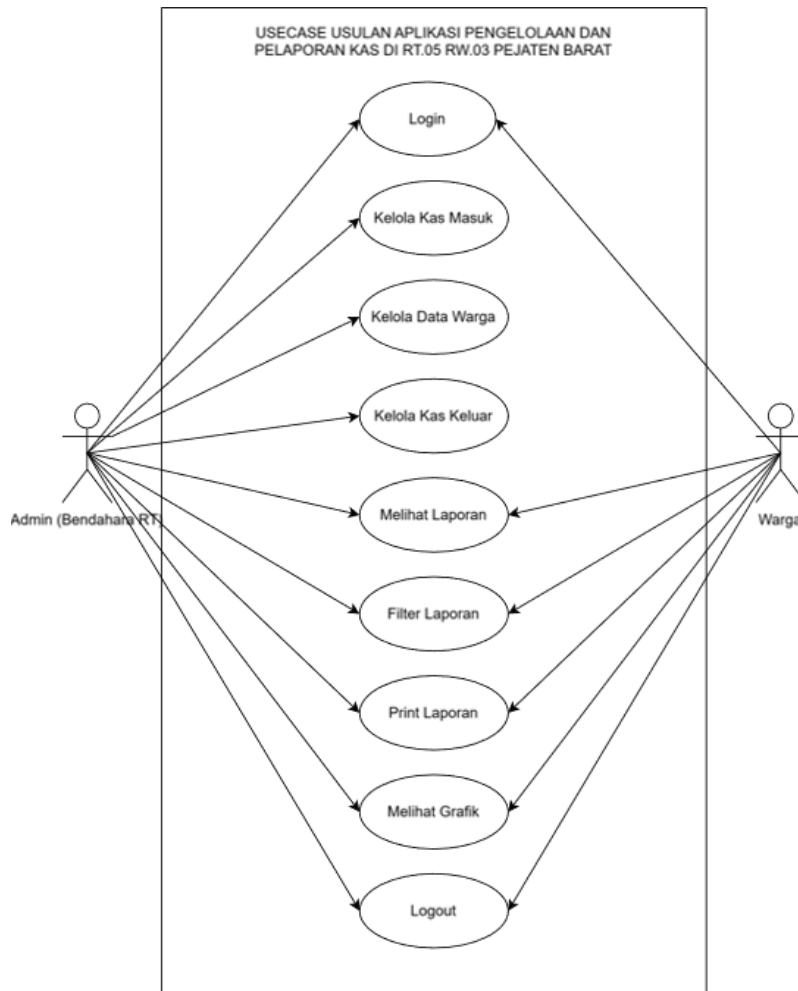 USECASE USULAN APLIKASI PENGELOLAAN DAN
PELAPORAN KAS DI RT.05 RW.03 PEJATEN BARAT
Login
Kelola Kas Masuk
Kelola Data Warga
Kelola Kas Keluar
Melihat Laporan
Admin (Bendahara RT)
Warga
Filter Laporan
Print Laporan
Melihat Grafik
Logout